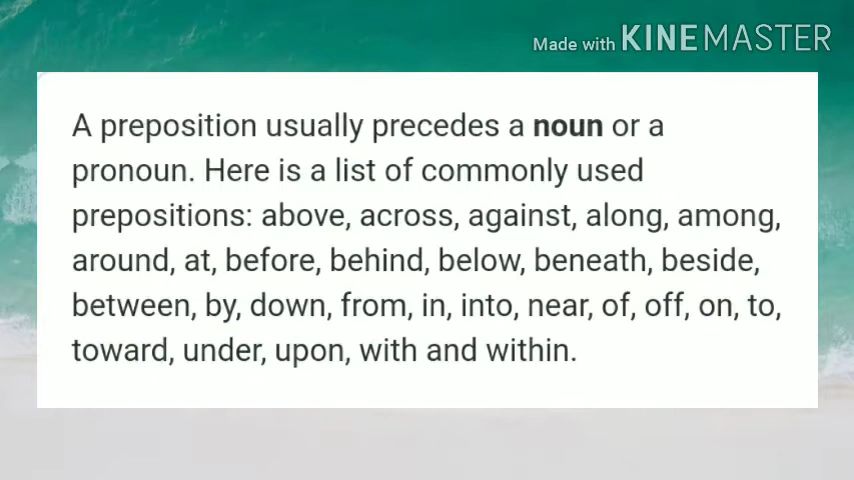 Made with KINEMASTER
A preposition usually precedes a noun or a
pronoun. Here is a list of commonly used
prepositions: above, across, against, along, among,
around, at, before, behind, below, beneath, beside,
between, by, down, from, in, into, near, of, off, on, to,
toward, under, upon, with and within.